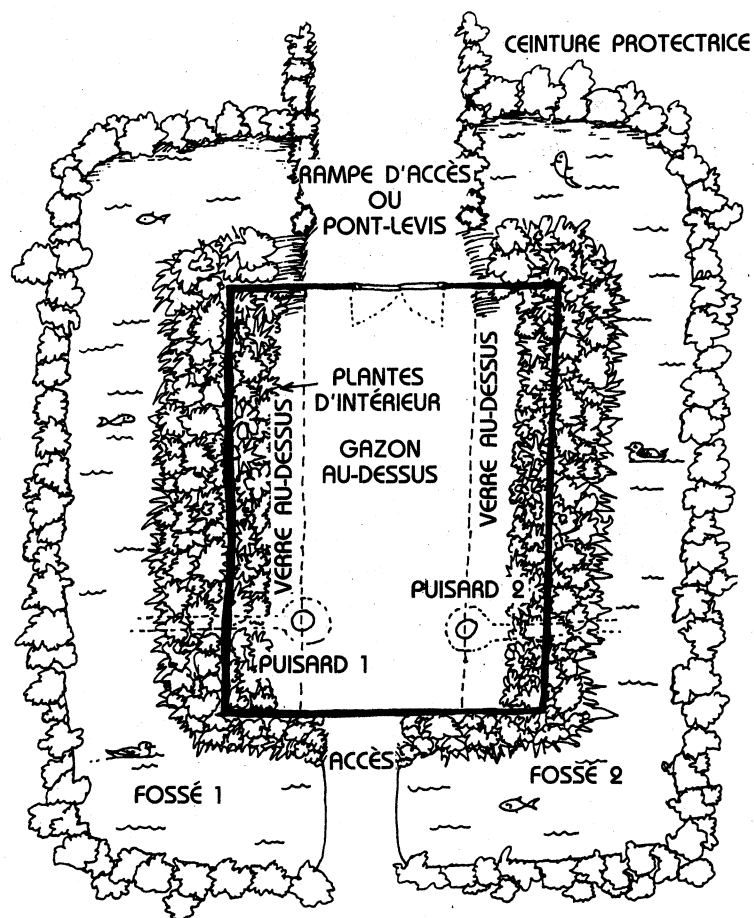 CEINTURE PROTECTRICE
RAMPE D'ACCÈS
OU
PONT-LEVIS
PLANTES
D'INTÉRIEUR
VERRE AU-DESSUS
VERRE AU-DESSUS
GAZON
AU-DESSUS
PUISARD 2
PUISARD 1
ACCÈS
FOSSÉ 1
FOSSÉ 2